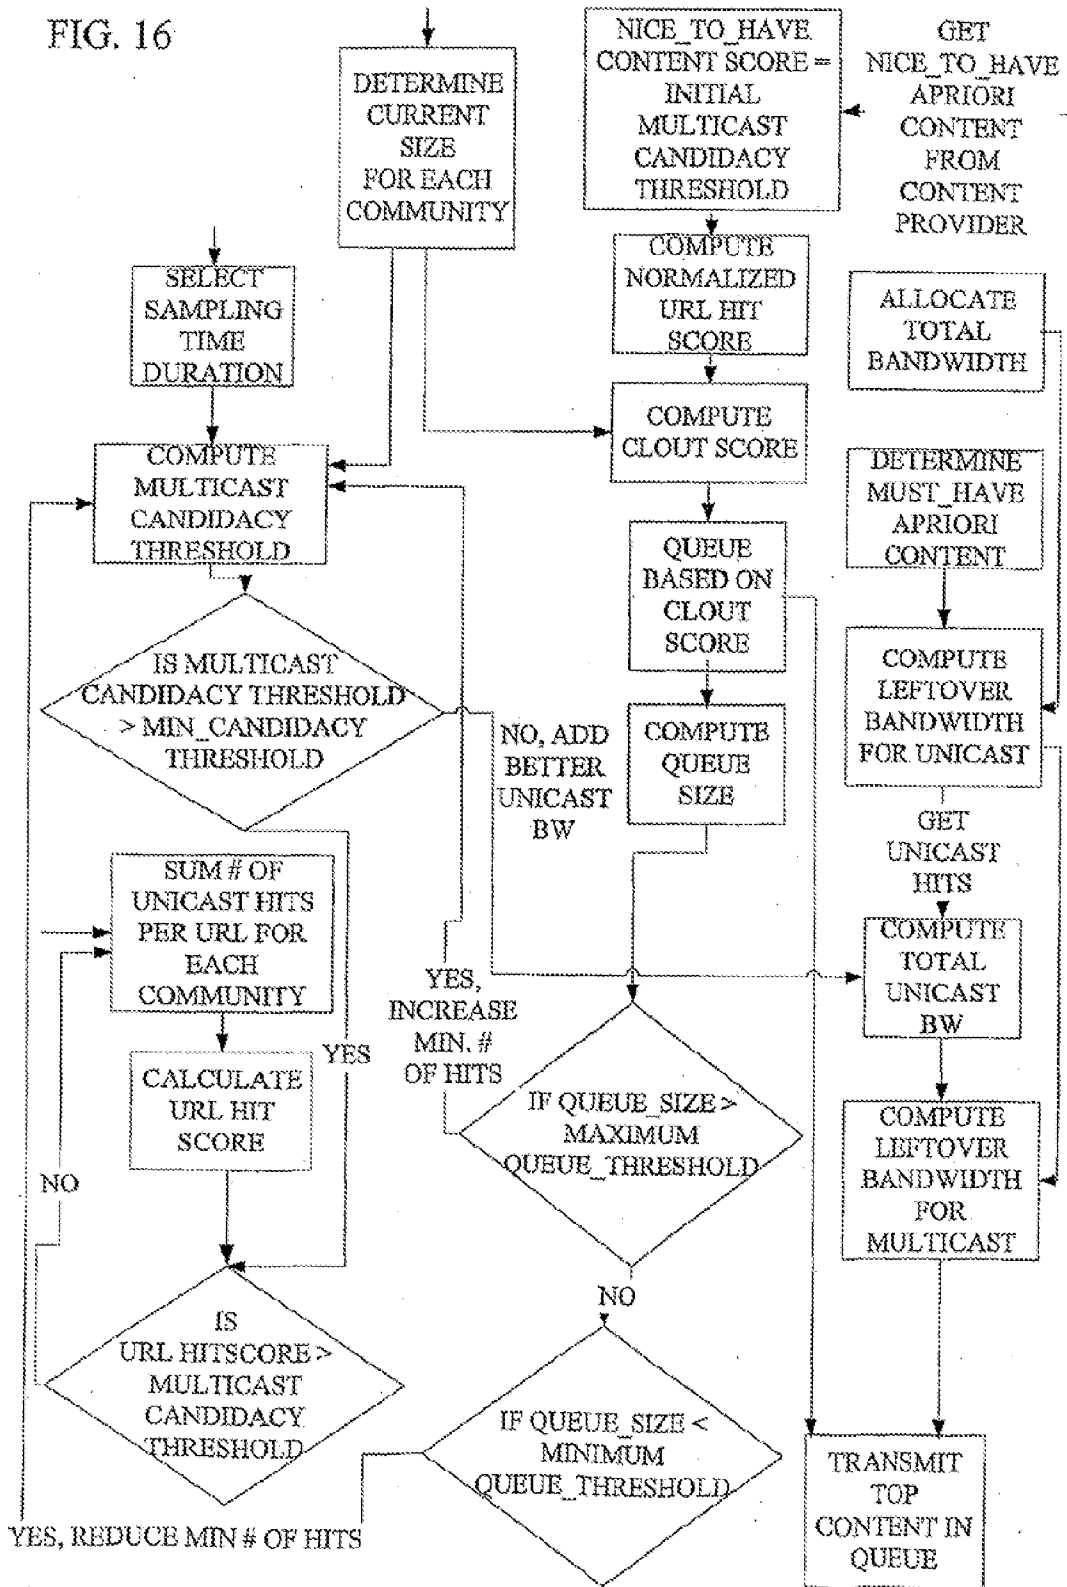 FIG. 16
DETERMINE
CURRENT
SIZE
FOR EACH
COMMUNITY
NICE_TO_HAVE
CONTENT SCORE =
INITIAL
MULTICAST
CANDIDACY
THRESHOLD
GET
NICE_TO_HAVE
APRIORI
CONTENT
FROM
CONTENT
PROVIDER
SELECT
SAMPLING
TIME
DURATION
COMPUTE
NORMALIZED
URL HIT
SCORE
ALLOCATE
TOTAL
BANDWIDTH
COMPUTE
CLOUT SCORE
COMPUTE
MULTICAST
CANDIDACY
THRESHOLD
DETERMINE
MUST_HAVE
APRIORI
CONTENT
QUEUE
BASED ON
CLOUT
SCORE
IS MULTICAST
CANDIDACY THRESHOLD
> MIN_CANDIDACY
THRESHOLD
COMPUTE
LEFTOVER
BANDWIDTH
FOR UNICAST
NO, ADD
BETTER
UNICAST
BW
COMPUTE
QUEUE
SIZE
GET
UNICAST
HITS
SUM # OF
UNICAST HITS
PER URL FOR
EACH
COMMUNITY
COMPUTE
TOTAL
UNICAST
BW
YES,
INCREASE
MIN. #
OF HITS
YES
CALCULATE
URL HIT
SCORE
IF QUEUE_SIZE >
MAXIMUM
QUEUE_THRESHOLD
COMPUTE
LEFTOVER
BANDWIDTH
FOR
MULTICAST
NO
NO
IS
URL HITSCORE >
MULTICAST
CANDIDACY
THRESHOLD
IF QUEUE_SIZE <
MINIMUM
QUEUE_THRESHOLD
TRANSMIT
TOP
CONTENT IN
QUEUE
YES, REDUCE MIN # OF HITS